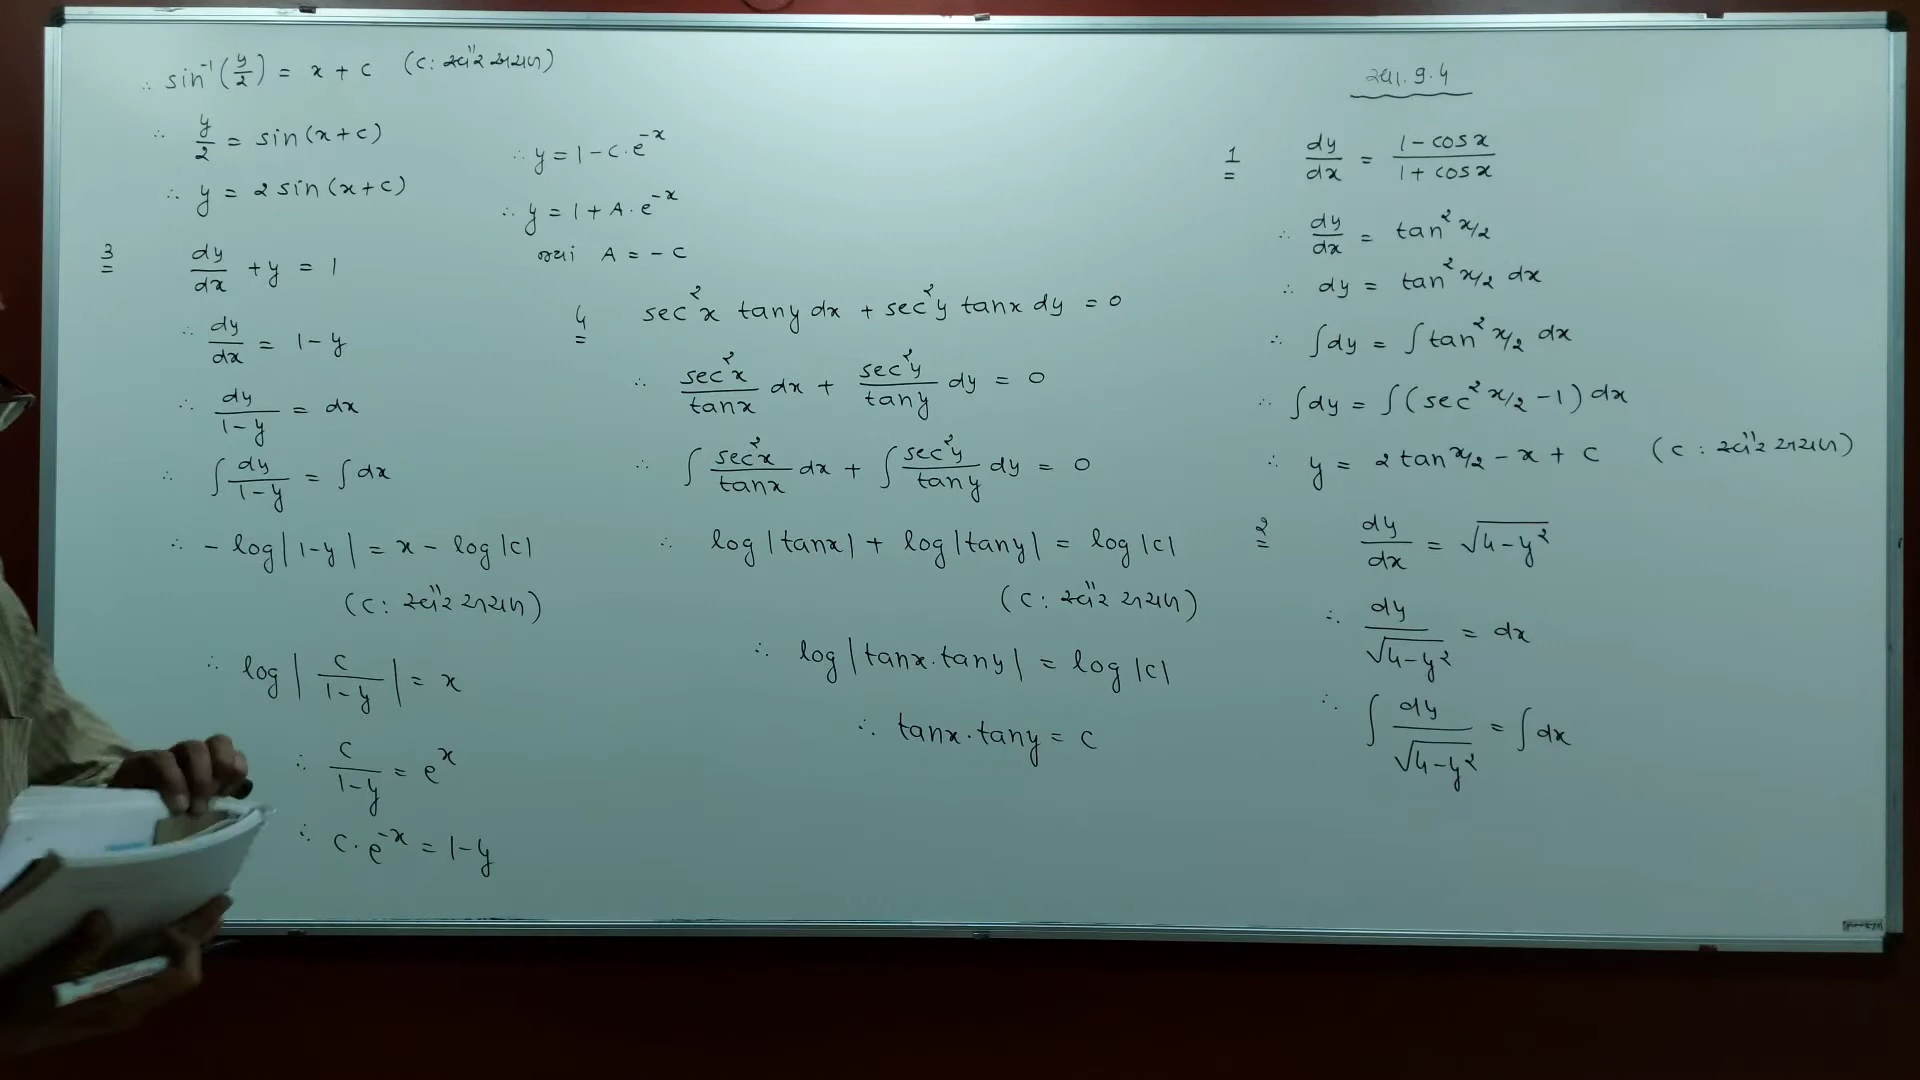 સ્વા. 9.4
1 dy/dx = (1 - cos x)/(1 + cos x)
∴ dy/dx = tan² x/2
∴ dy = tan² x/2 dx
∴ ∫dy = ∫tan² x/2 dx
∴ ∫dy = ∫(sec² x/2 - 1) dx
∴ y = 2 tan x/2 - x + c (c : સ્વૈર અચળ)
2 dy/dx = √(4-y²)
∴ dy/√(4-y²) = dx
∴ ∫ dy/√(4-y²) = ∫dx
∴ sin⁻¹(y/2) = x + c (c : સ્વૈર અચળ)
∴ y/2 = sin(x+c)
∴ y = 2 sin(x+c)
3 dy/dx + y = 1
∴ dy/dx = 1-y
∴ dy/(1-y) = dx
∴ ∫ dy/(1-y) = ∫dx
∴ - log|1-y| = x - log|c|
(c : સ્વૈર અચળ)
∴ log| c/(1-y) | = x
∴ c/(1-y) = eˣ
∴ c·e⁻ˣ = 1-y
∴ y = 1 - c·e⁻ˣ
∴ y = 1 + A·e⁻ˣ
જ્યાં A = -c
4 sec²x tany dx + sec²y tanx dy = 0
∴ sec²x/tanx dx + sec²y/tany dy = 0
∴ ∫ sec²x/tanx dx + ∫ sec²y/tany dy = 0
∴ log|tanx| + log|tany| = log|c|
(c : સ્વૈર અચળ)
∴ log|tanx·tany| = log|c|
∴ tanx·tany = c